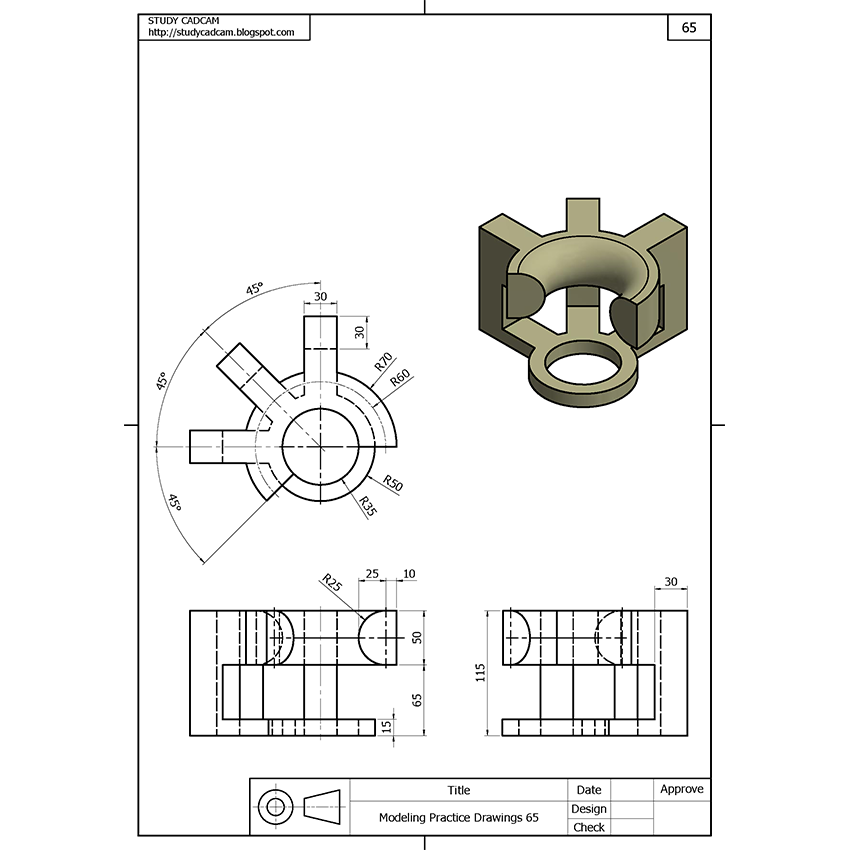 STUDY CADCAM
http://studycadcam.blogspot.com
65
45°
30
30
45°
R70
R60
45°
R50
R35
R25
25
10
50
65
15
30
115
Title
Date
Approve
Modeling Practice Drawings 65
Design
Check